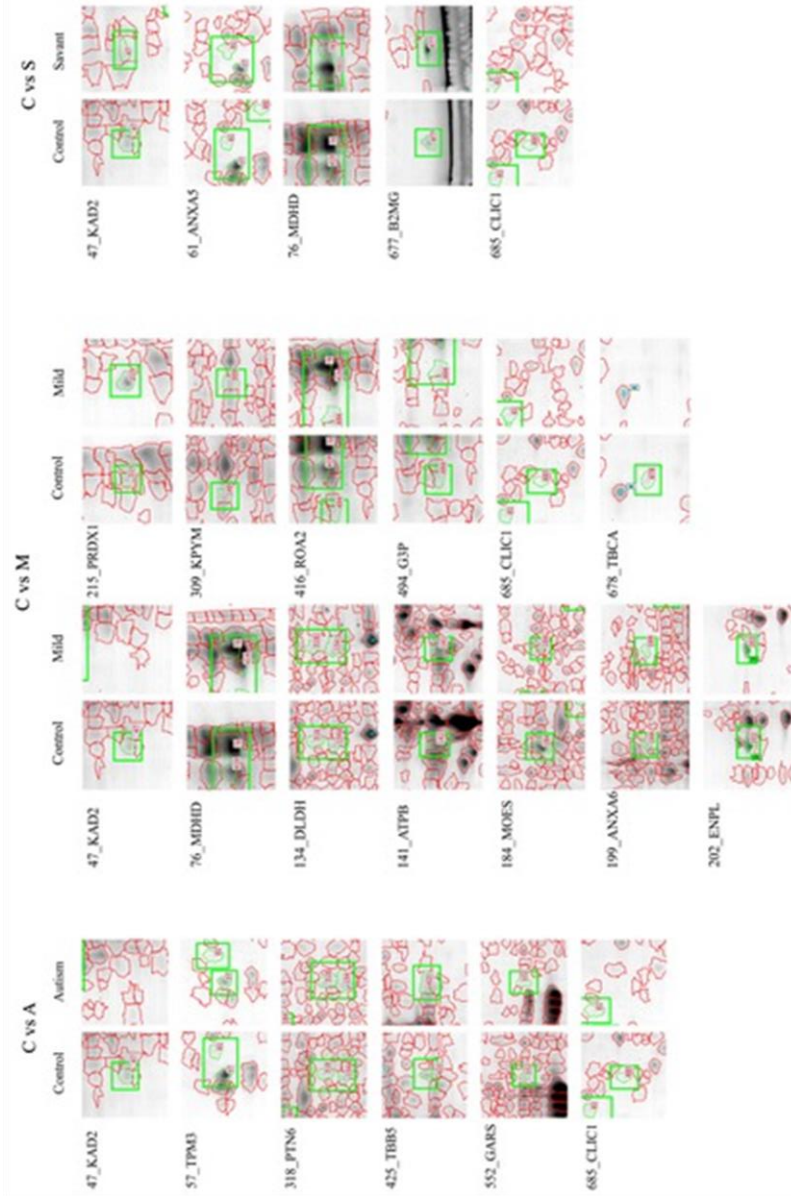 C vs A
Control
Autism
47_KAD2
57_TPM3
318_PTN6
425_TBB5
552_GARS
685_CLIC1
C vs M
Control
Mild
47_KAD2
76_MDHD
134_DLDH
141_ATPB
184_MOES
199_ANXA6
202_ENPL
Control
Mild
215_PRDX1
309_KPYM
416_ROA2
494_G3P
685_CLIC1
678_TBCA
C vs S
Control
Savant
47_KAD2
61_ANXA5
76_MDHD
677_B2MG
685_CLIC1